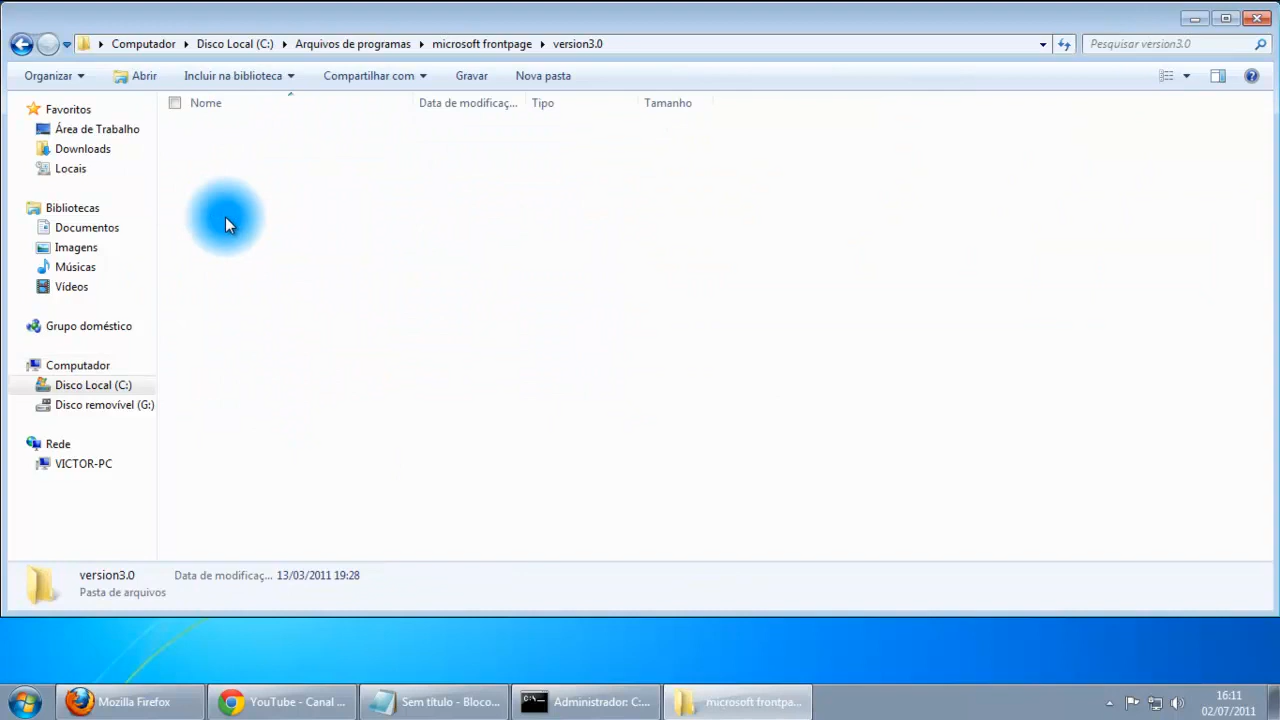 Computador Disco Local (C:) Arquivos de programas microsoft frontpage version3.0
Pesquisar version3.0
Organizar Abrir Incluir na biblioteca Compartilhar com Gravar Nova pasta
Nome Data de modificaç... Tipo Tamanho
Favoritos
Área de Trabalho
Downloads
Locais
Bibliotecas
Documentos
Imagens
Músicas
Vídeos
Grupo doméstico
Computador
Disco Local (C:)
Disco removível (G:)
Rede
VICTOR-PC
version3.0 Data de modificaç... 13/03/2011 19:28
Pasta de arquivos
Mozilla Firefox YouTube - Canal ... Sem título - Bloco... Administrador: C:... microsoft frontpa...
16:11
02/07/2011